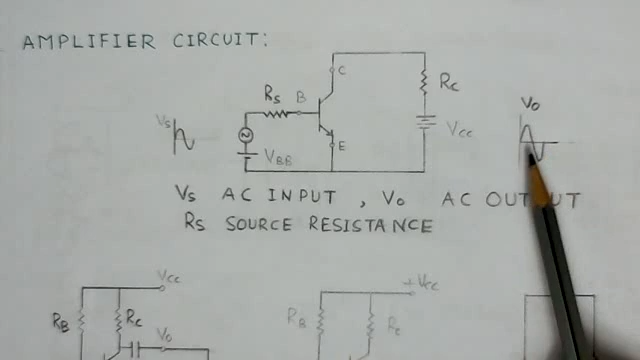 AMPLIFIER CIRCUIT:
C
RS B RC
VS VO
VBB E VCC
VS AC INPUT , VO AC OUTPUT
RS SOURCE RESISTANCE
VCC +VCC
RB RC VO RB RC